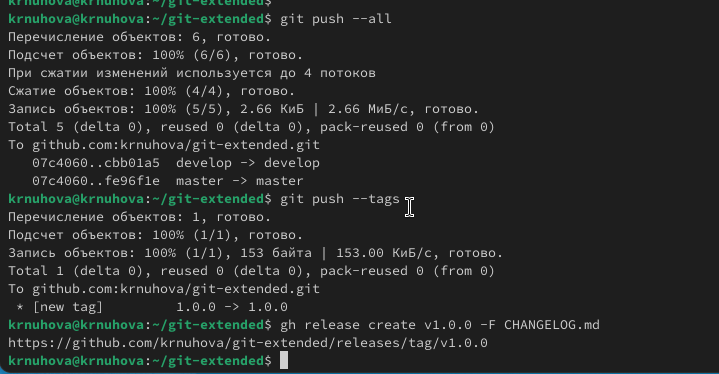 krnuhova@krnuhova:~/git-extended$
krnuhova@krnuhova:~/git-extended$ git push --all
Перечисление объектов: 6, готово.
Подсчет объектов: 100% (6/6), готово.
При сжатии изменений используется до 4 потоков
Сжатие объектов: 100% (4/4), готово.
Запись объектов: 100% (5/5), 2.66 КиБ | 2.66 МиБ/с, готово.
Total 5 (delta 0), reused 0 (delta 0), pack-reused 0 (from 0)
To github.com:krnuhova/git-extended.git
   07c4060..cbb01a5  develop -> develop
   07c4060..fe96f1e  master -> master
krnuhova@krnuhova:~/git-extended$ git push --tags
Перечисление объектов: 1, готово.
Подсчет объектов: 100% (1/1), готово.
Запись объектов: 100% (1/1), 153 байта | 153.00 КиБ/с, готово.
Total 1 (delta 0), reused 0 (delta 0), pack-reused 0 (from 0)
To github.com:krnuhova/git-extended.git
 * [new tag]         1.0.0 -> 1.0.0
krnuhova@krnuhova:~/git-extended$ gh release create v1.0.0 -F CHANGELOG.md
https://github.com/krnuhova/git-extended/releases/tag/v1.0.0
krnuhova@krnuhova:~/git-extended$